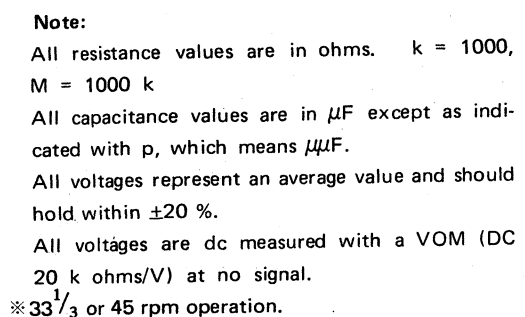 Note:
All resistance values are in ohms. k = 1000,
M = 1000 k
All capacitance values are in μF except as indi-
cated with p, which means μμF.
All voltages represent an average value and should
hold within ±20 %.
All voltages are dc measured with a VOM (DC
20 k ohms/V) at no signal.
※33 1/3 or 45 rpm operation.